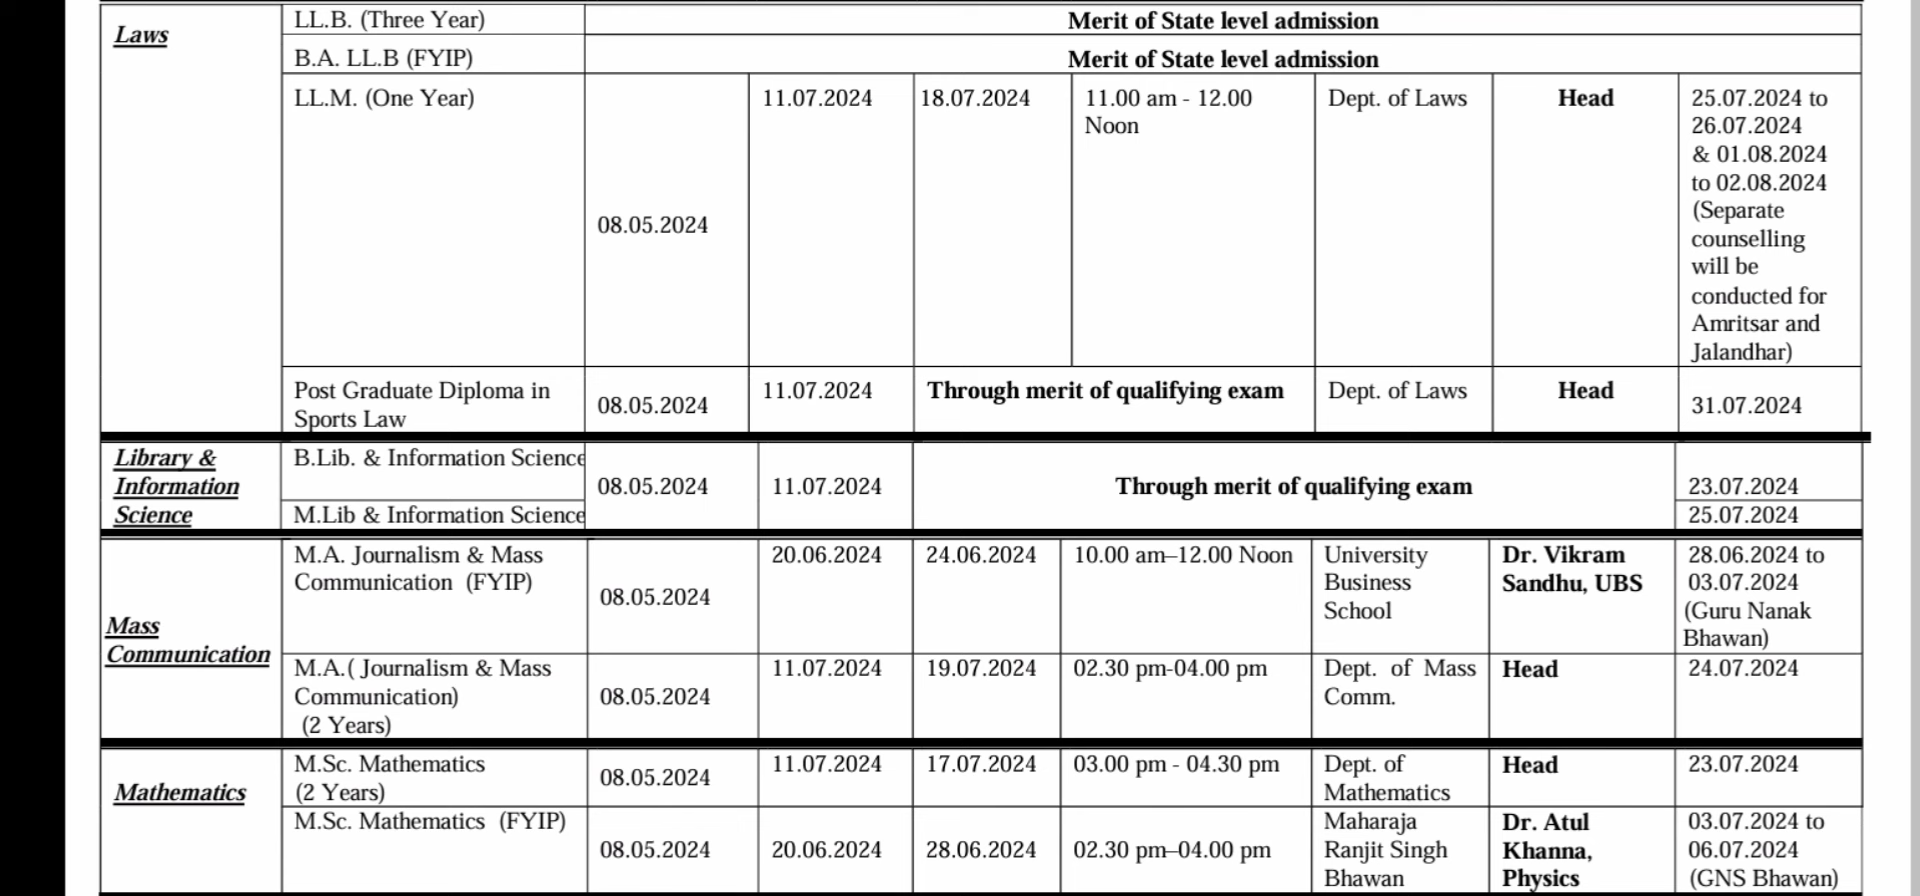 Laws
LL.B. (Three Year)
Merit of State level admission
B.A. LL.B (FYIP)
Merit of State level admission
LL.M. (One Year)
08.05.2024
11.07.2024
18.07.2024
11.00 am - 12.00
Noon
Dept. of Laws
Head
25.07.2024 to
26.07.2024
& 01.08.2024
to 02.08.2024
(Separate
counselling
will be
conducted for
Amritsar and
Jalandhar)
Post Graduate Diploma in
Sports Law
08.05.2024
11.07.2024
Through merit of qualifying exam
Dept. of Laws
Head
31.07.2024
Library &
Information
Science
B.Lib. & Information Science
M.Lib & Information Science
08.05.2024
11.07.2024
Through merit of qualifying exam
23.07.2024
25.07.2024
Mass
Communication
M.A. Journalism & Mass
Communication (FYIP)
08.05.2024
20.06.2024
24.06.2024
10.00 am–12.00 Noon
University
Business
School
Dr. Vikram
Sandhu, UBS
28.06.2024 to
03.07.2024
(Guru Nanak
Bhawan)
M.A.( Journalism & Mass
Communication)
(2 Years)
08.05.2024
11.07.2024
19.07.2024
02.30 pm-04.00 pm
Dept. of Mass
Comm.
Head
24.07.2024
Mathematics
M.Sc. Mathematics
(2 Years)
08.05.2024
11.07.2024
17.07.2024
03.00 pm - 04.30 pm
Dept. of
Mathematics
Head
23.07.2024
M.Sc. Mathematics (FYIP)
08.05.2024
20.06.2024
28.06.2024
02.30 pm–04.00 pm
Maharaja
Ranjit Singh
Bhawan
Dr. Atul
Khanna,
Physics
03.07.2024 to
06.07.2024
(GNS Bhawan)